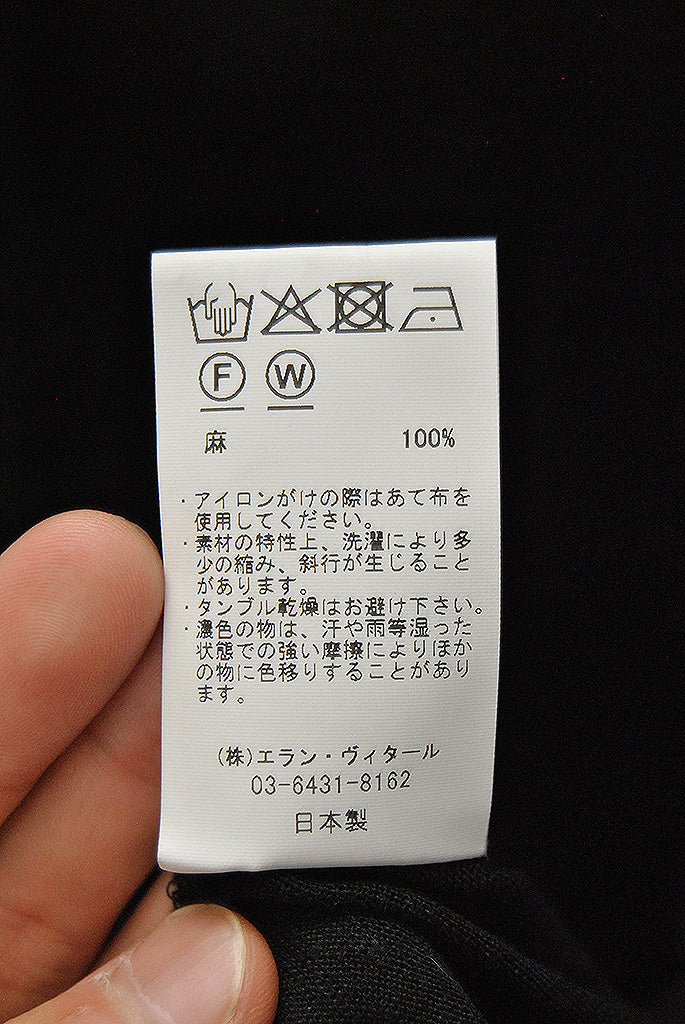 F W
麻 100%
・アイロンがけの際はあて布を
使用してください。
・素材の特性上、洗濯により多
少の縮み、斜行が生じること
があります。
・タンブル乾燥はお避け下さい。
・濃色の物は、汗や雨等湿った
状態での強い摩擦によりほか
の物に色移りすることがあり
ます。
(株)エラン・ヴィタール
03-6431-8162
日本製